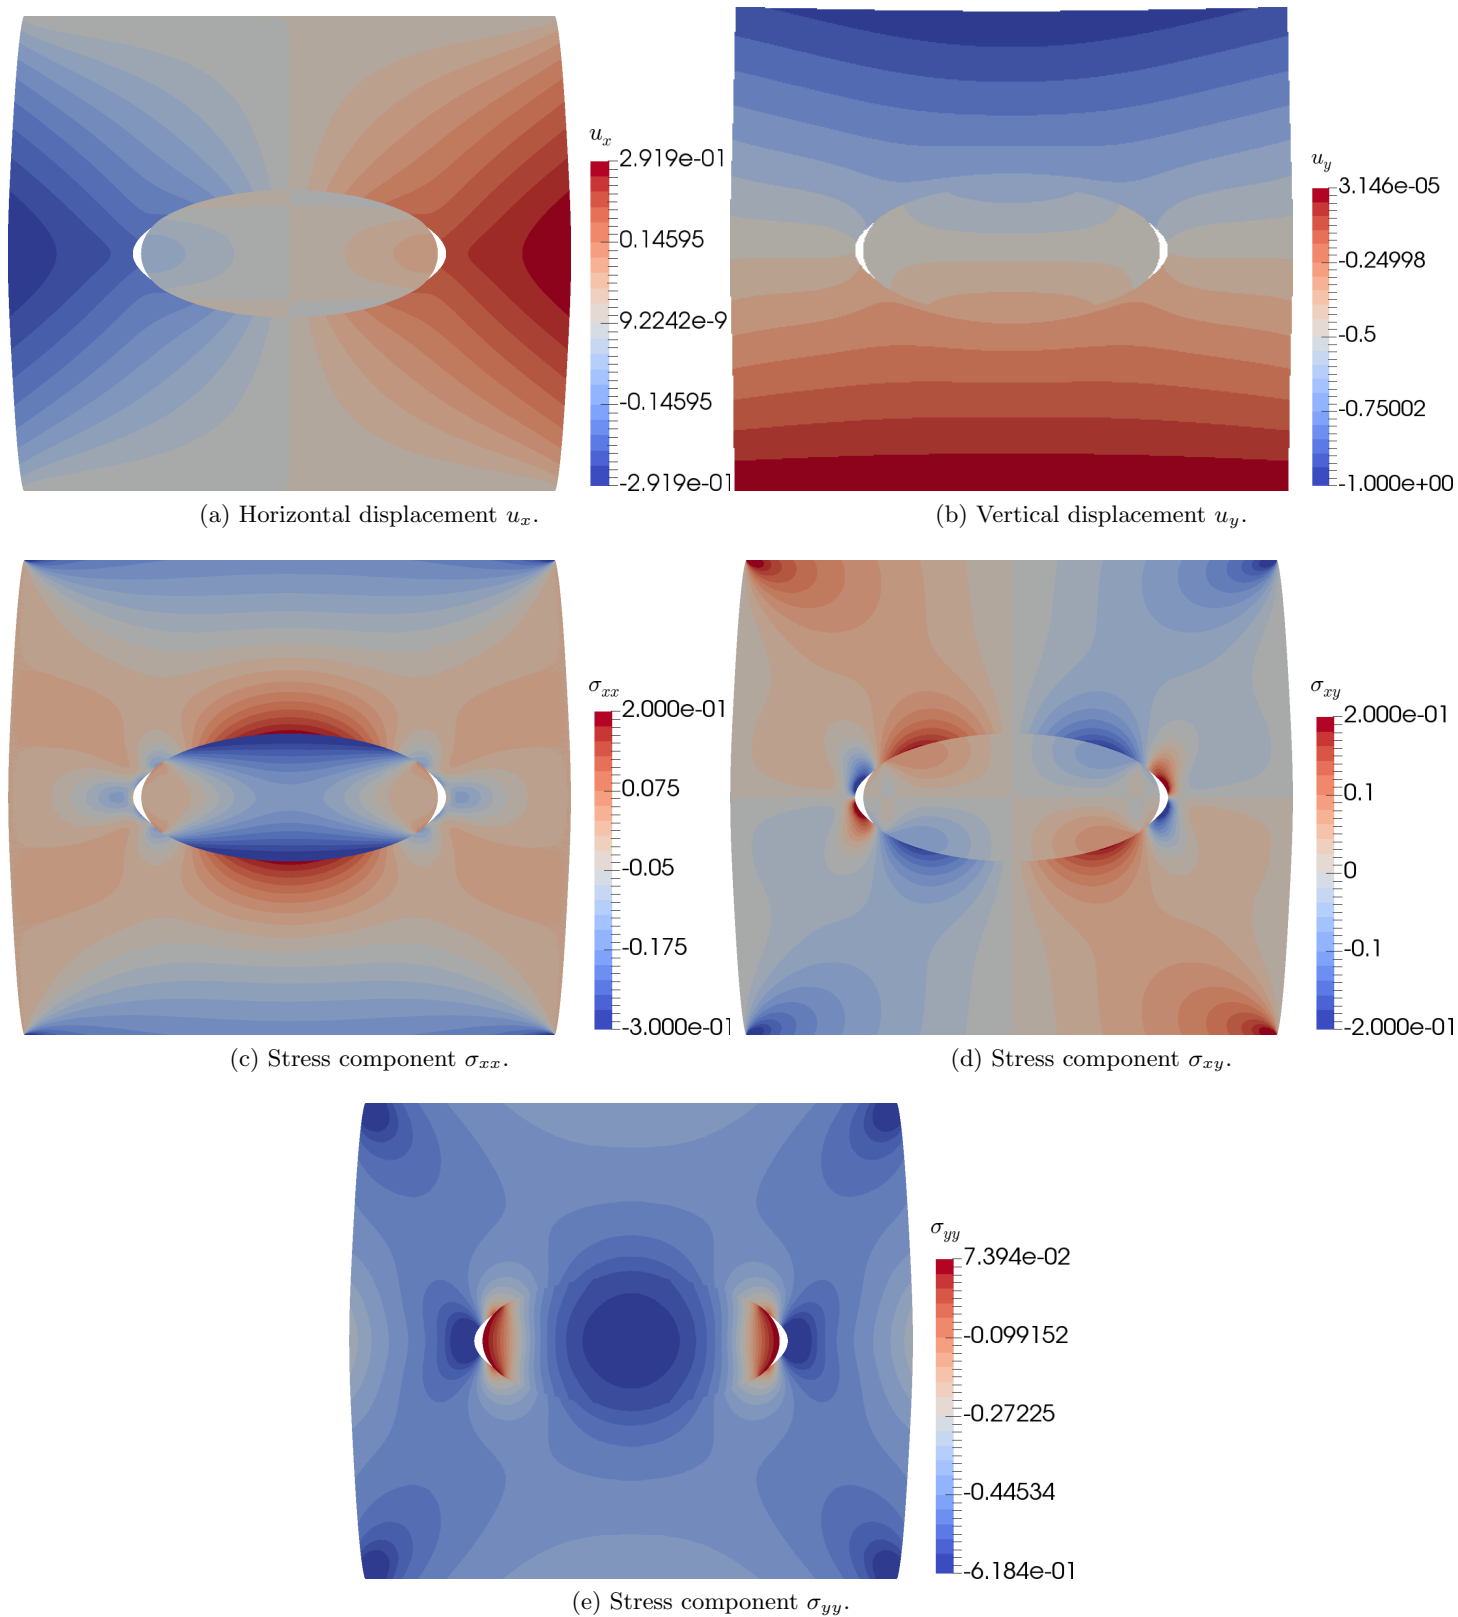 u_x
2.919e-01
0.14595
9.2242e-9
-0.14595
-2.919e-01
(a) Horizontal displacement u_x.
u_y
3.146e-05
-0.24998
-0.5
-0.75002
-1.000e+00
(b) Vertical displacement u_y.
σ_xx
2.000e-01
0.075
-0.05
-0.175
-3.000e-01
(c) Stress component σ_xx.
σ_xy
2.000e-01
0.1
0
-0.1
-2.000e-01
(d) Stress component σ_xy.
σ_yy
7.394e-02
-0.099152
-0.27225
-0.44534
-6.184e-01
(e) Stress component σ_yy.